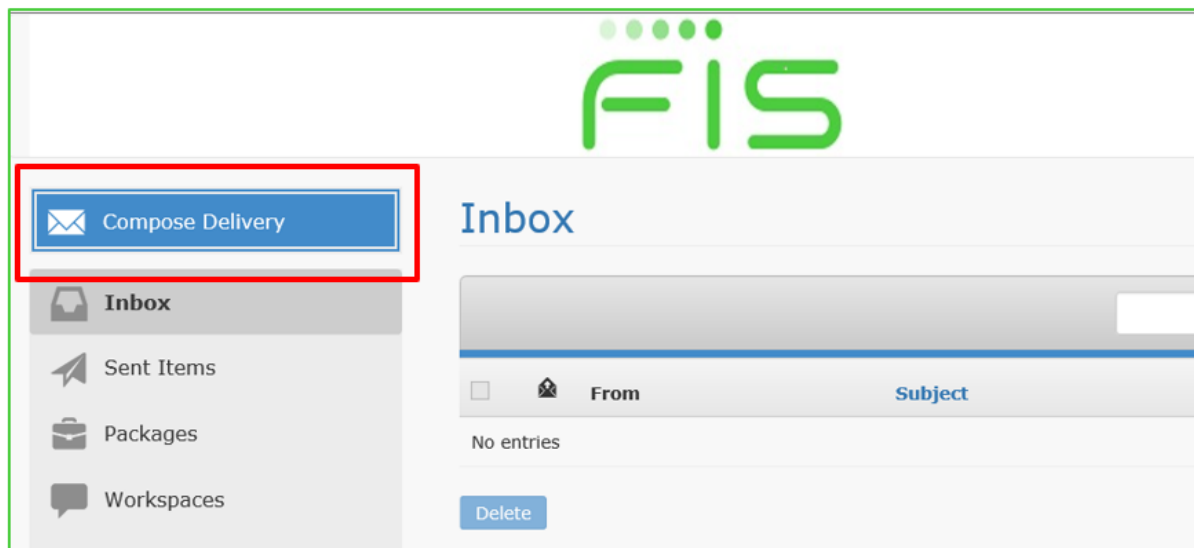 FIS
Compose Delivery
Inbox
Inbox
Sent Items
Packages
Workspaces
From Subject
No entries
Delete